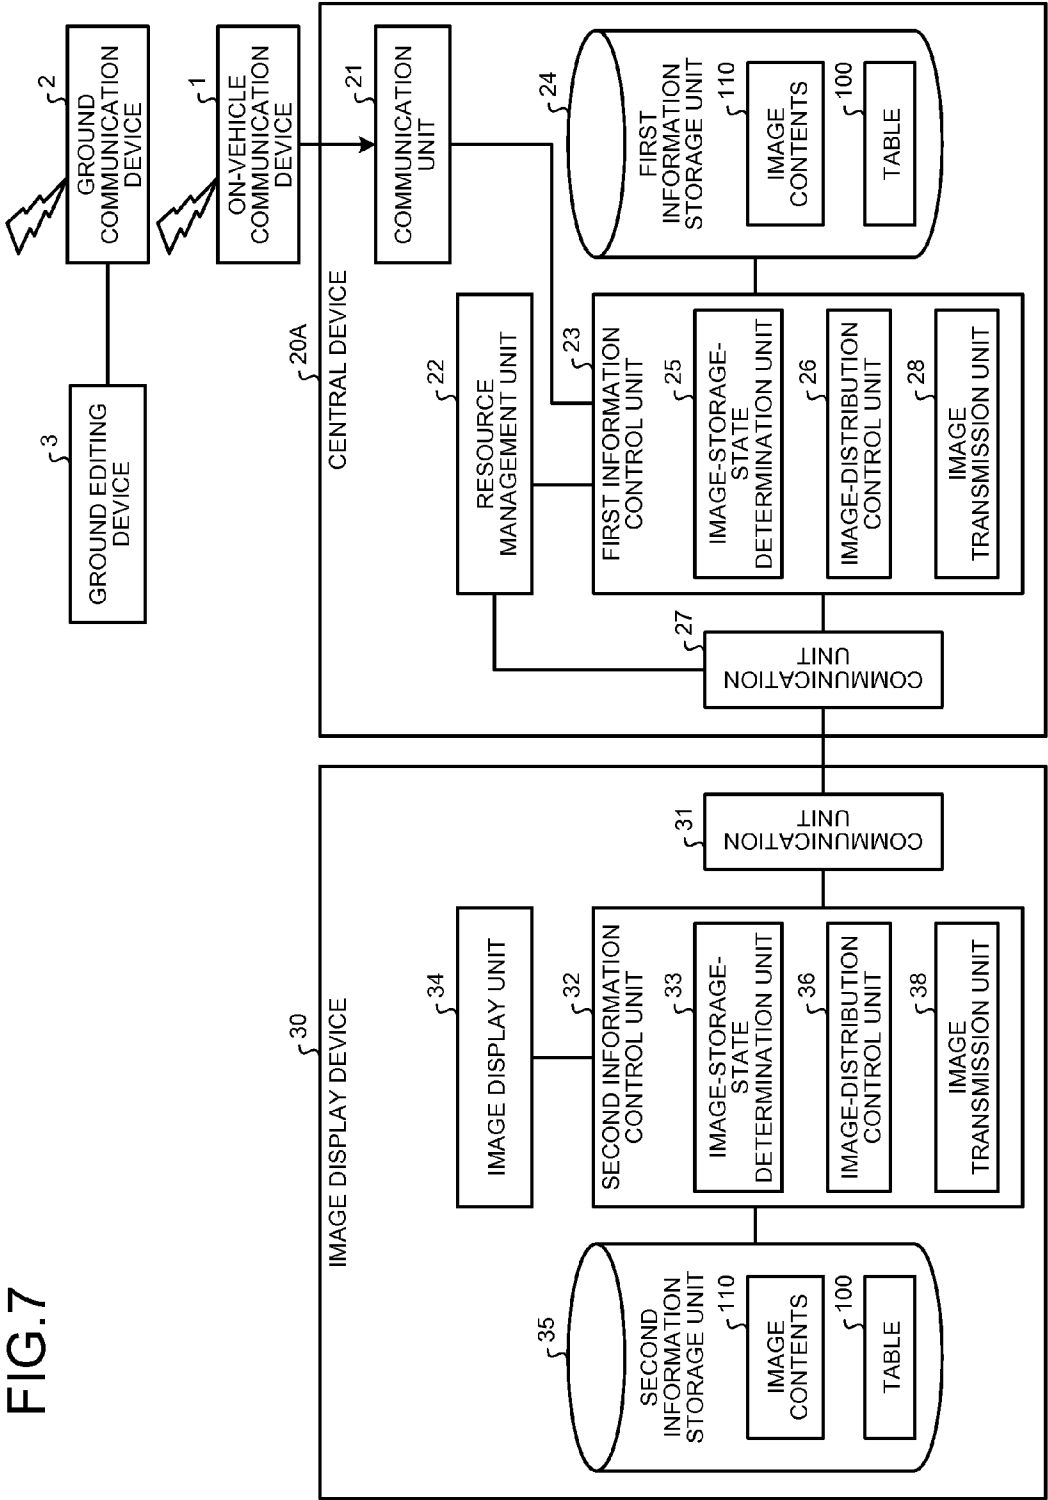 FIG.7
3
GROUND EDITING
DEVICE
2
GROUND
COMMUNICATION
DEVICE
1
ON-VEHICLE
COMMUNICATION
DEVICE
30
IMAGE DISPLAY DEVICE
34
IMAGE DISPLAY UNIT
35
SECOND
INFORMATION
STORAGE UNIT
110
IMAGE
CONTENTS
100
TABLE
32
SECOND INFORMATION
CONTROL UNIT
33
IMAGE-STORAGE-
STATE
DETERMINATION UNIT
36
IMAGE-DISTRIBUTION
CONTROL UNIT
38
IMAGE
TRANSMISSION UNIT
31
COMMUNICATION
UNIT
20A
CENTRAL DEVICE
21
COMMUNICATION
UNIT
22
RESOURCE
MANAGEMENT UNIT
27
COMMUNICATION
UNIT
23
FIRST INFORMATION
CONTROL UNIT
25
IMAGE-STORAGE-
STATE
DETERMINATION UNIT
26
IMAGE-DISTRIBUTION
CONTROL UNIT
28
IMAGE
TRANSMISSION UNIT
24
FIRST
INFORMATION
STORAGE UNIT
110
IMAGE
CONTENTS
100
TABLE